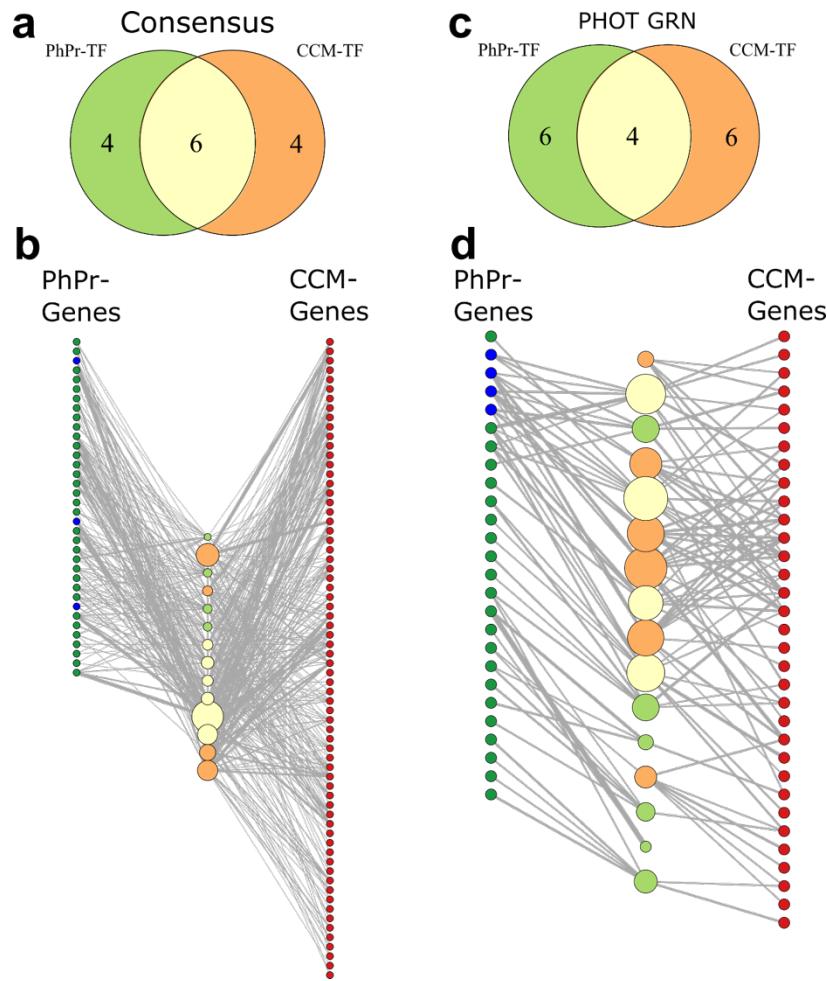 a
Consensus
PhPr-TF
CCM-TF
4
6
4
b
PhPr-
Genes
CCM-
Genes
c
PHOT GRN
PhPr-TF
CCM-TF
6
4
6
d
PhPr-
Genes
CCM-
Genes